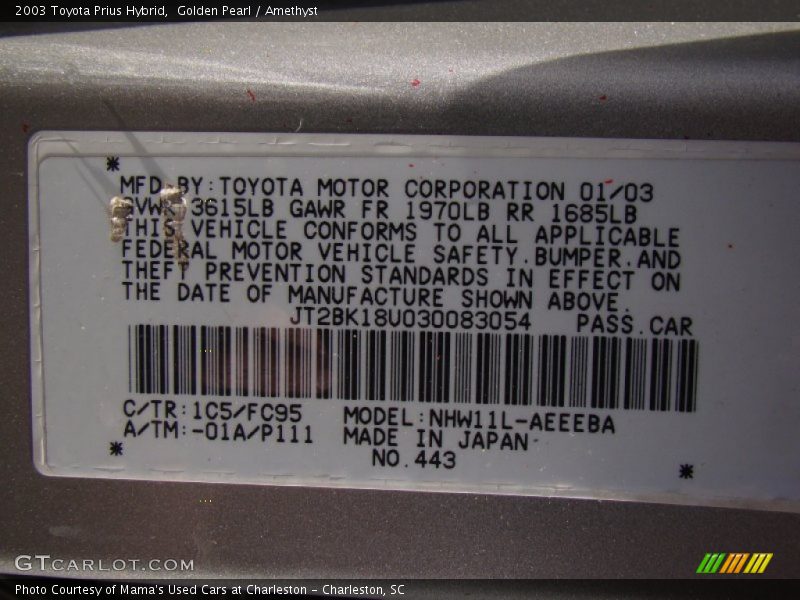 2003 Toyota Prius Hybrid,  Golden Pearl / Amethyst
MFD BY:TOYOTA MOTOR CORPORATION 01/03
GVWR 3615LB GAWR FR 1970LB RR 1685LB
THIS VEHICLE CONFORMS TO ALL APPLICABLE
FEDERAL MOTOR VEHICLE SAFETY.BUMPER.AND
THEFT PREVENTION STANDARDS IN EFFECT ON
THE DATE OF MANUFACTURE SHOWN ABOVE.
JT2BK18U030083054 PASS.CAR
C/TR:1C5/FC95 MODEL:NHW11L-AEEEBA
A/TM:-01A/P111 MADE IN JAPAN
NO.443
GTCARLOT.COM
Photo Courtesy of Mama's Used Cars at Charleston – Charleston, SC